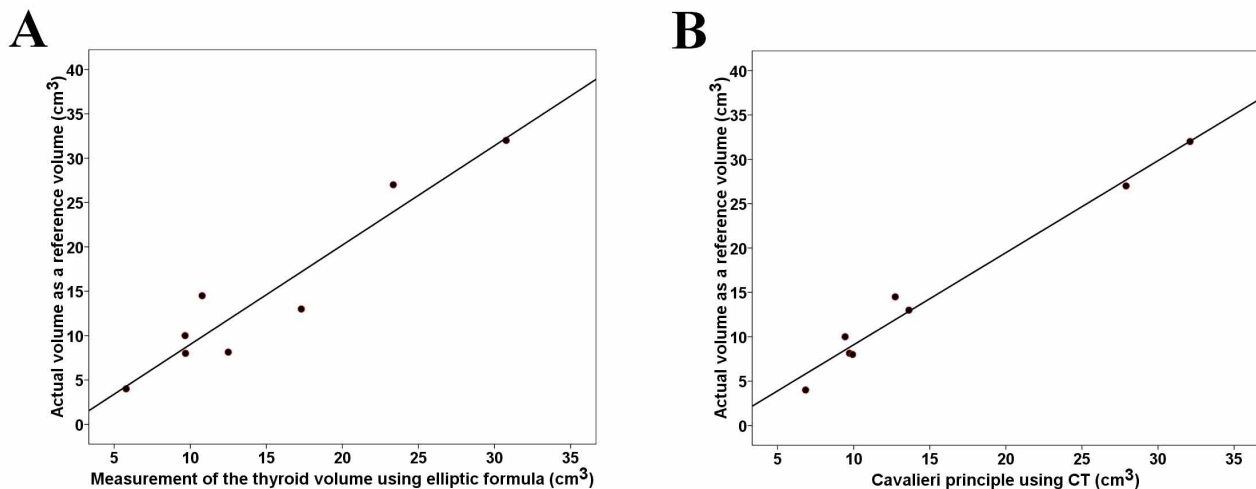 A
Actual volume as a reference volume (cm³)
40
35
30
25
20
15
10
5
0
5 10 15 20 25 30 35
Measurement of the thyroid volume using elliptic formula (cm³)
B
Actual volume as a reference volume (cm³)
40
35
30
25
20
15
10
5
0
5 10 15 20 25 30 35
Cavalieri principle using CT (cm³)